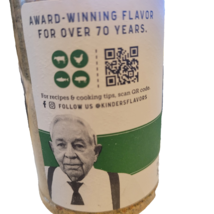 AWARD-WINNING FLAVOR
FOR OVER 70 YEARS.
For recipes & cooking tips, scan QR code.
FOLLOW US @KINDERSFLAVORS